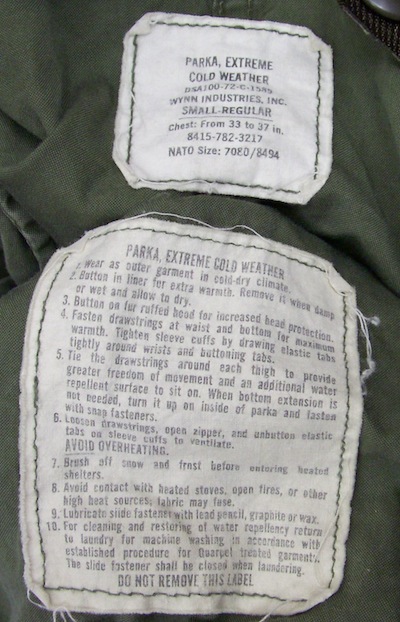 PARKA, EXTREME
COLD WEATHER
DSA100-72-C-1585
WYNN INDUSTRIES, INC.
SMALL-REGULAR
Chest: From 33 to 37 in.
8415-782-3217
NATO Size: 7080/8494
PARKA, EXTREME COLD WEATHER
1. Wear as outer garment in cold-dry climate.
2. Button in liner for extra warmth. Remove it when damp
or wet and allow to dry.
3. Button on fur ruffed hood for increased head protection.
4. Fasten drawstrings at waist and bottom for maximum
warmth. Tighten sleeve cuffs by drawing elastic tabs
tightly around wrists and buttoning tabs.
5. Tie the drawstrings around each thigh to provide
greater freedom of movement and an additional water
repellent surface to sit on. When bottom extension is
not needed, turn it up on inside of parka and fasten
with snap fasteners.
6. Loosen drawstrings, open zipper, and unbutton elastic
tabs on sleeve cuffs to ventilate.
AVOID OVERHEATING.
7. Brush off snow and frost before entering heated
shelters.
8. Avoid contact with heated stoves, open fires, or other
high heat sources; fabric may fuse.
9. Lubricate slide fastener with lead pencil, graphite or wax.
10. For cleaning and restoring of water repellency return
to laundry for machine washing in accordance with
established procedure for Quarpel treated garments.
The slide fastener shall be closed when laundering.
DO NOT REMOVE THIS LABEL